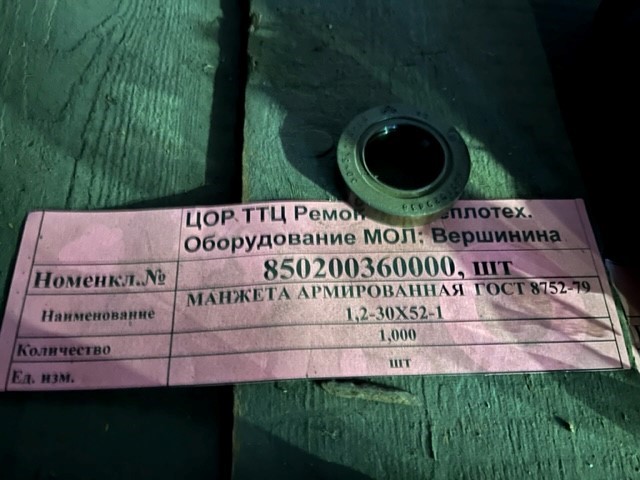 ЦОР ТТЦ Ремон плотех.
Оборудование МОЛ: Вершинина
Номенкл.№ 850200360000, шт
Наименование МАНЖЕТА АРМИРОВАННАЯ ГОСТ 8752-79
1,2-30Х52-1
Количество 1,000
Ед. изм. шт